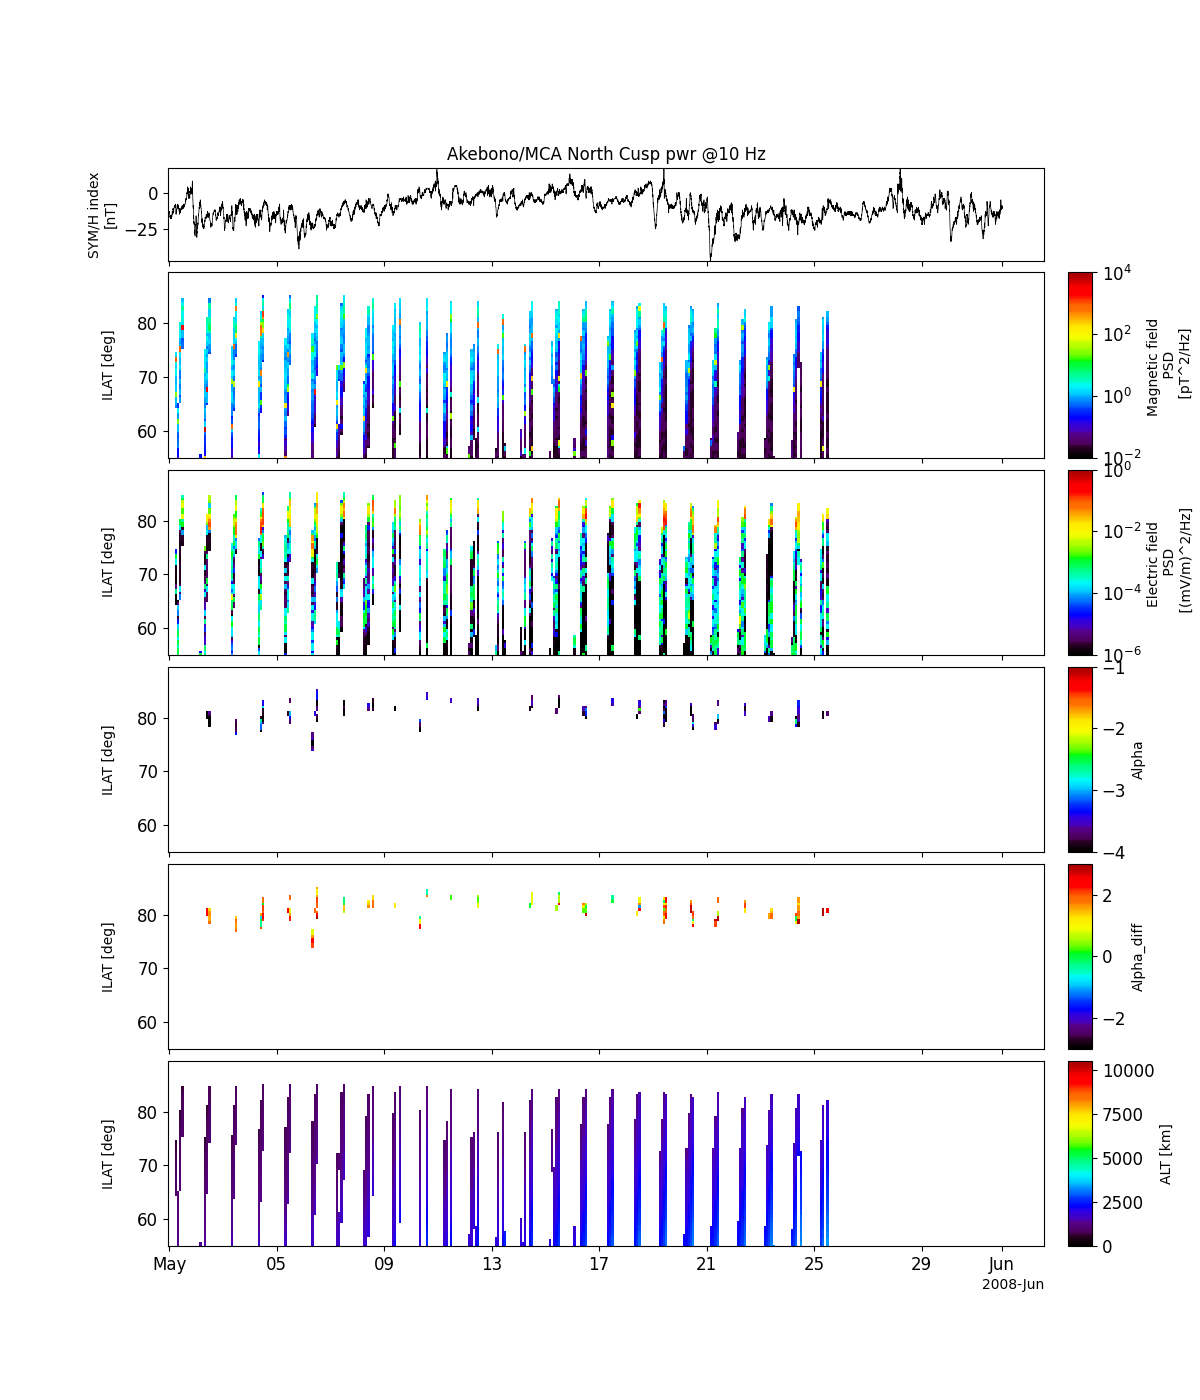 Akebono/MCA North Cusp pwr @10 Hz
SYM/H index
[nT]
0
−25
ILAT [deg]
80
70
60
10^4
10^2
10^0
10^−2
Magnetic field
PSD
[pT^2/Hz]
ILAT [deg]
80
70
60
10^0
10^−2
10^−4
10^−6
Electric field
PSD
[(mV/m)^2/Hz]
ILAT [deg]
80
70
60
−1
−2
−3
−4
Alpha
ILAT [deg]
80
70
60
2
0
−2
Alpha_diff
ILAT [deg]
80
70
60
10000
7500
5000
2500
0
ALT [km]
May 05 09 13 17 21 25 29 Jun
2008-Jun